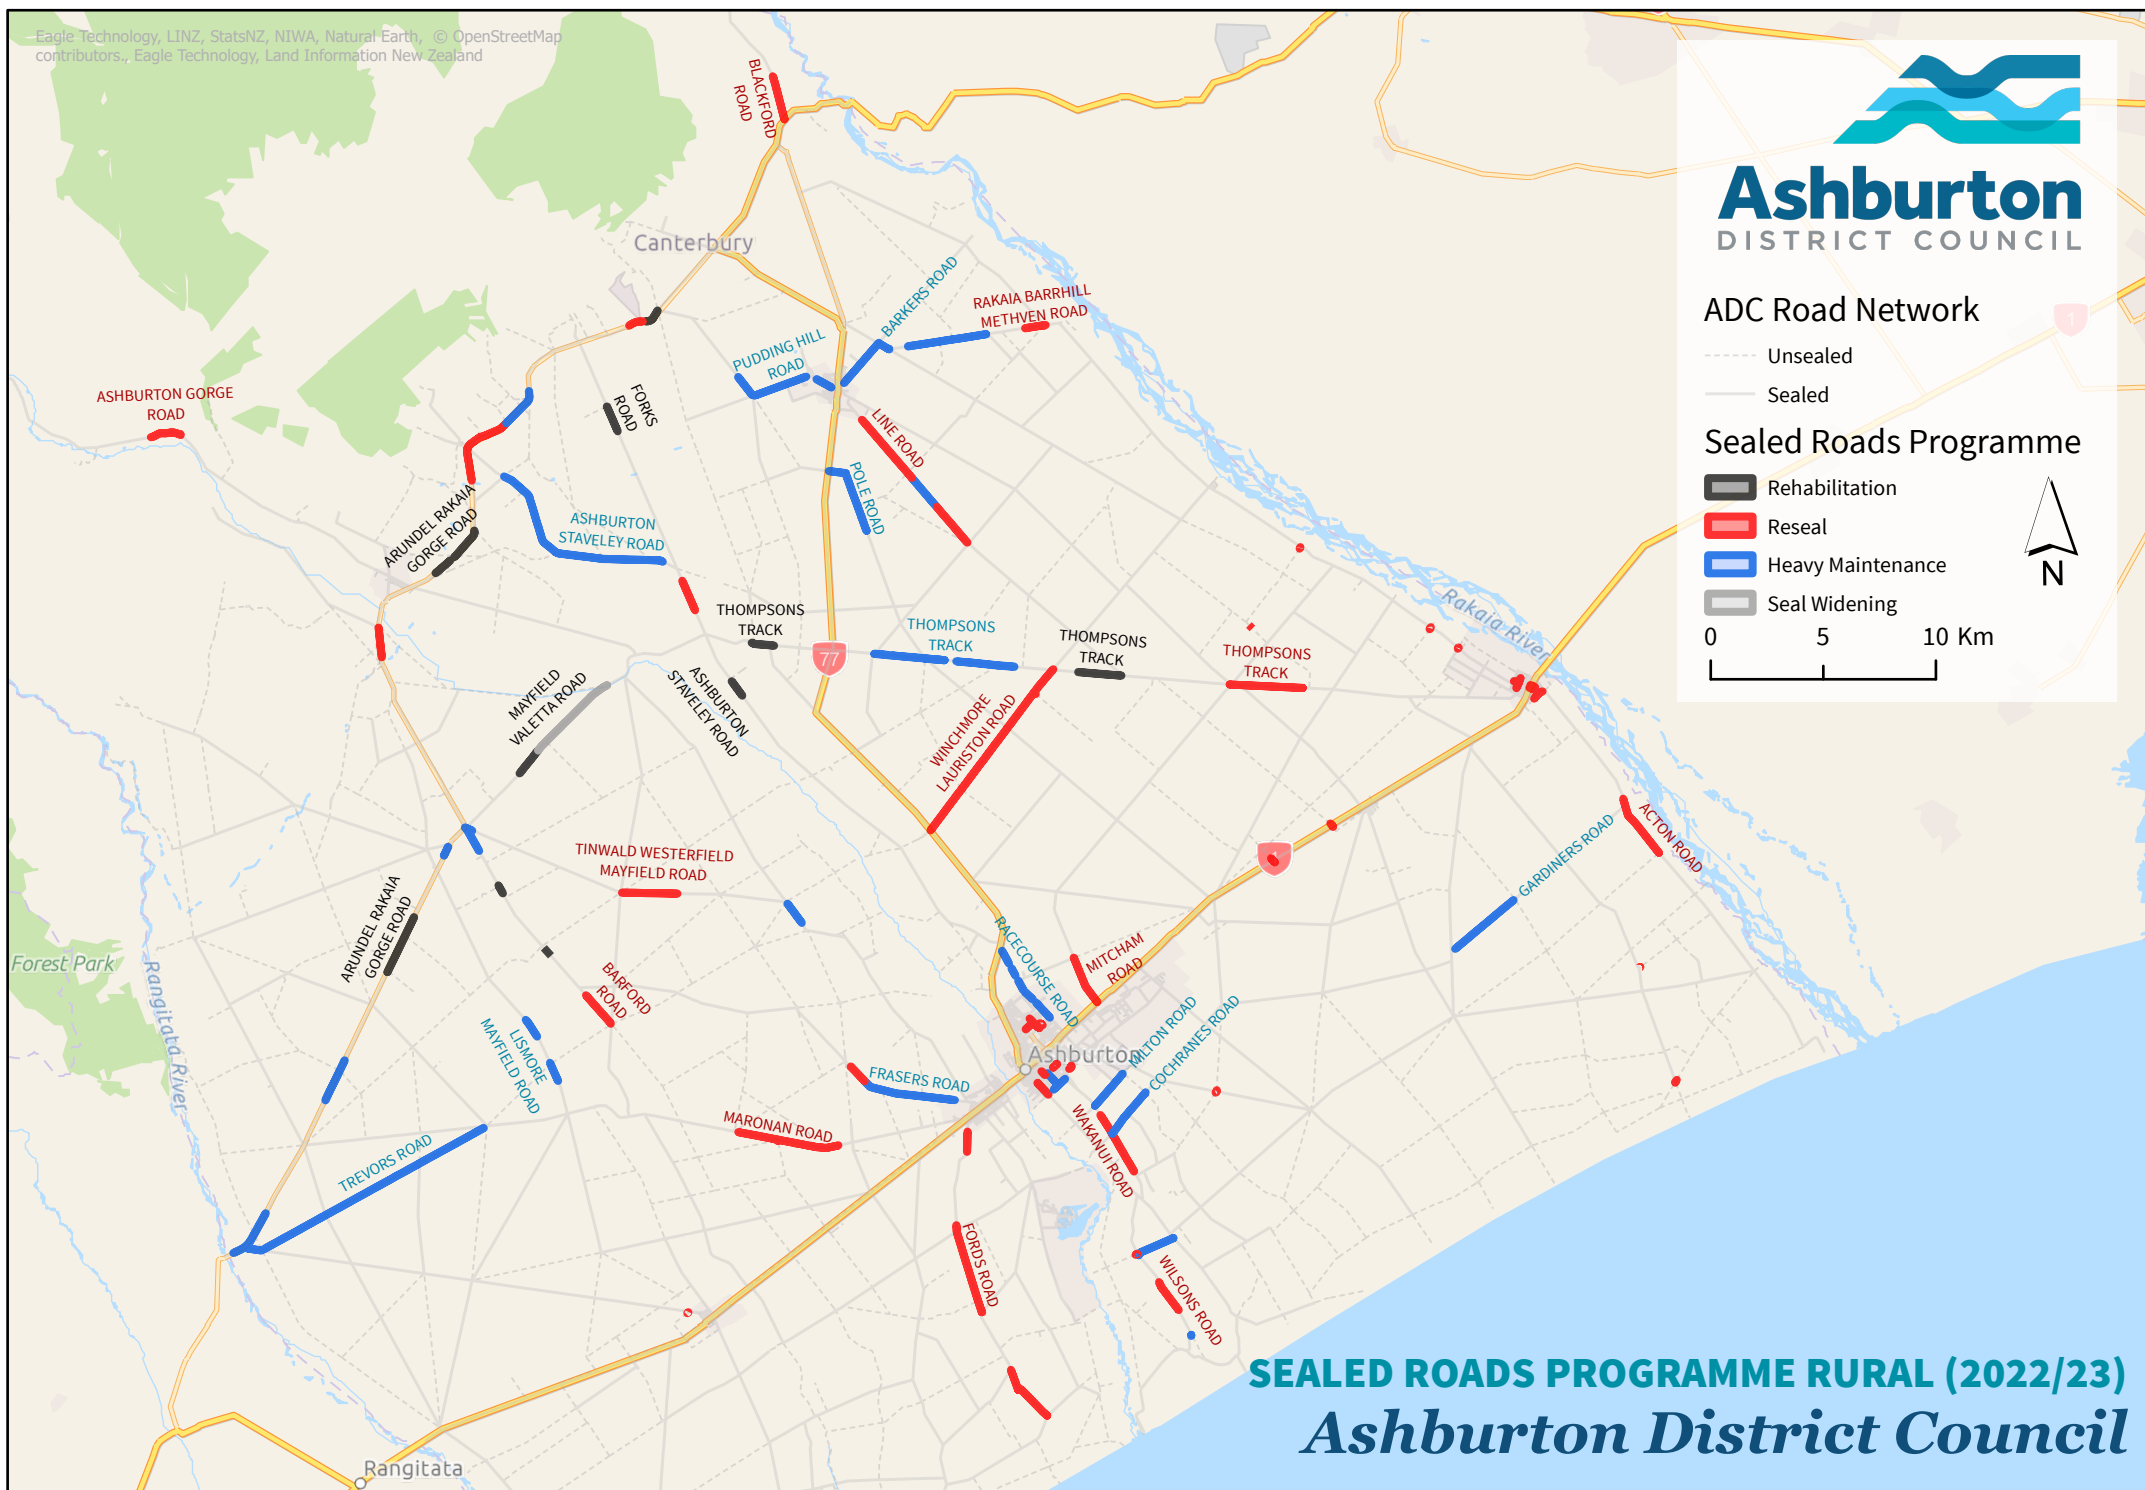 Eagle Technology, LINZ, StatsNZ, NIWA, Natural Earth, © OpenStreetMap
contributors., Eagle Technology, Land Information New Zealand
BLACKFORD
ROAD
Canterbury
Ashburton
DISTRICT COUNCIL
ADC Road Network
Unsealed
Sealed
Sealed Roads Programme
Rehabilitation
Reseal
Heavy Maintenance
Seal Widening
0 5 10 Km
N
1
BARKERS ROAD
RAKAIA BARRHILL
METHVEN ROAD
PUDDING HILL
ROAD
ASHBURTON GORGE
ROAD
FORKS
ROAD
LINE ROAD
POLE ROAD
ARUNDEL RAKAIA
GORGE ROAD
ASHBURTON
STAVELEY ROAD
THOMPSONS
TRACK
77
THOMPSONS
TRACK
THOMPSONS
TRACK
THOMPSONS
TRACK
Rakaia River
MAYFIELD
VALETTA ROAD
ASHBURTON
STAVELEY ROAD
WINCHMORE
LAURISTON ROAD
ACTON ROAD
GARDINERS ROAD
TINWALD WESTERFIELD
MAYFIELD ROAD
ARUNDEL RAKAIA
GORGE ROAD
Forest Park
Rangitata River
BARFORD
ROAD
RACECOURSE ROAD
MITCHAM
ROAD
LISMORE
MAYFIELD ROAD
Ashburton
MILTON ROAD
COCHRANES ROAD
FRASERS ROAD
MARONAN ROAD
WAKANUI ROAD
TREVORS ROAD
FORDS ROAD
WILSONS ROAD
Rangitata
SEALED ROADS PROGRAMME RURAL (2022/23)
Ashburton District Council